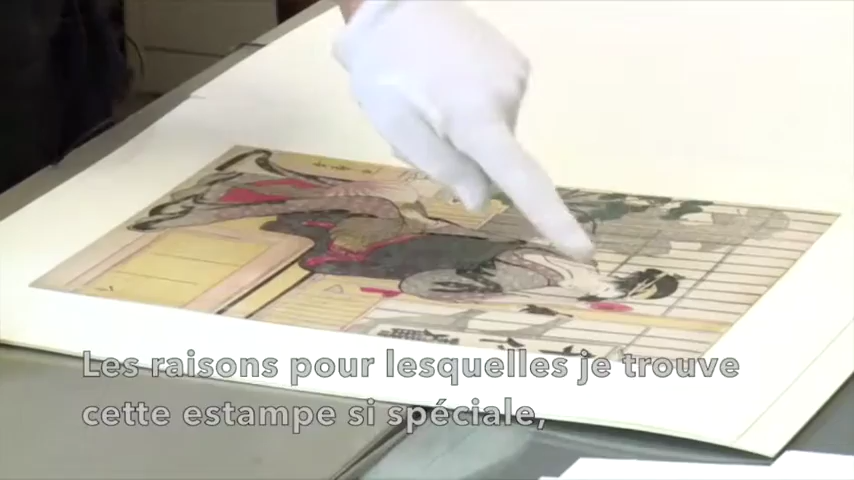 Les raisons pour lesquelles je trouve
cette estampe si spéciale,